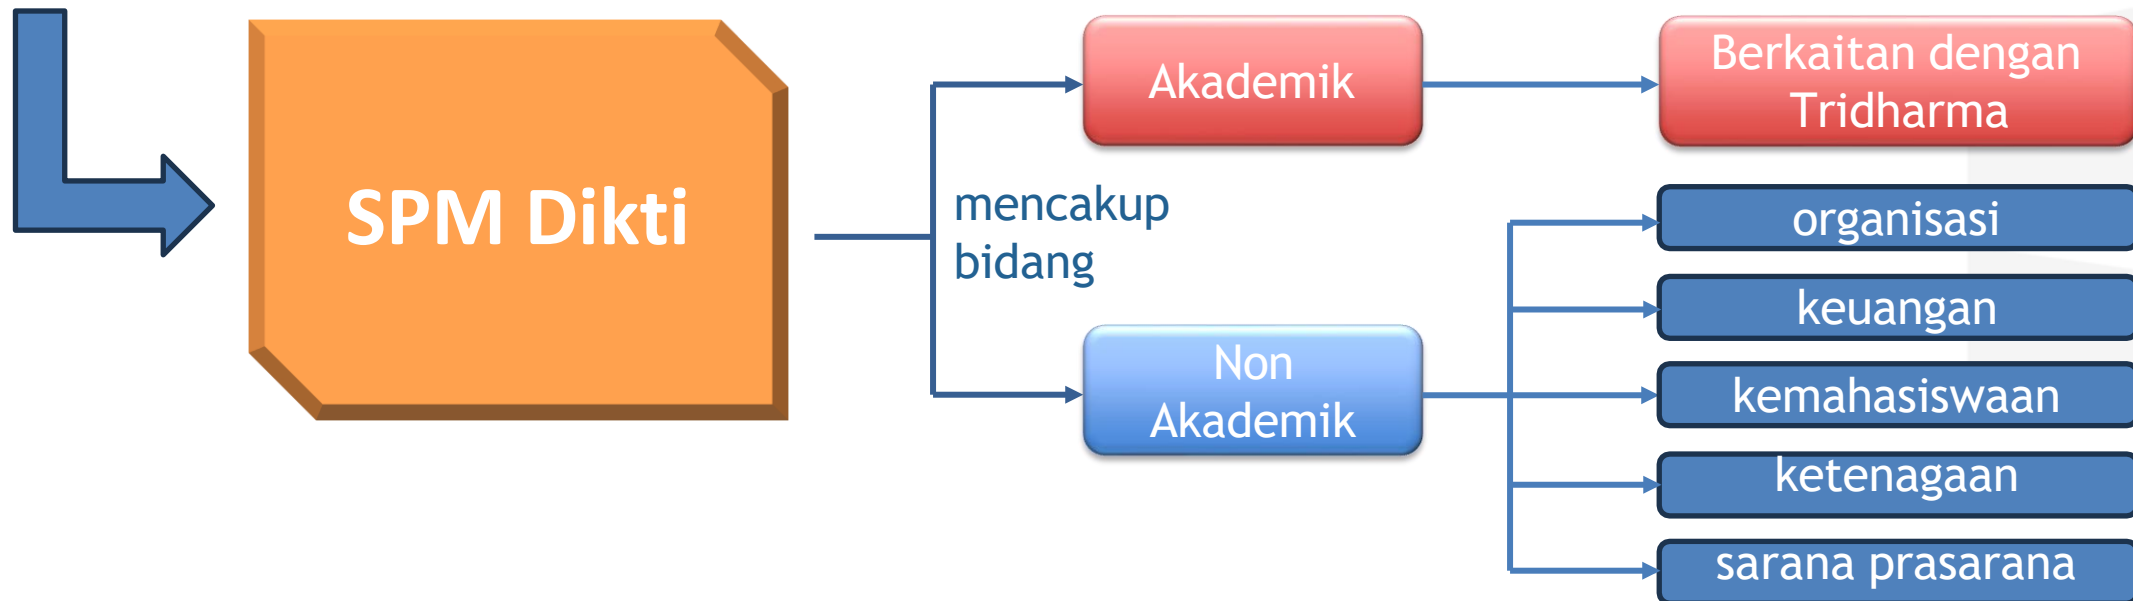 SPM Dikti
mencakup
bidang
Akademik
Berkaitan dengan
Tridharma
Non
Akademik
organisasi
keuangan
kemahasiswaan
ketenagaan
sarana prasarana